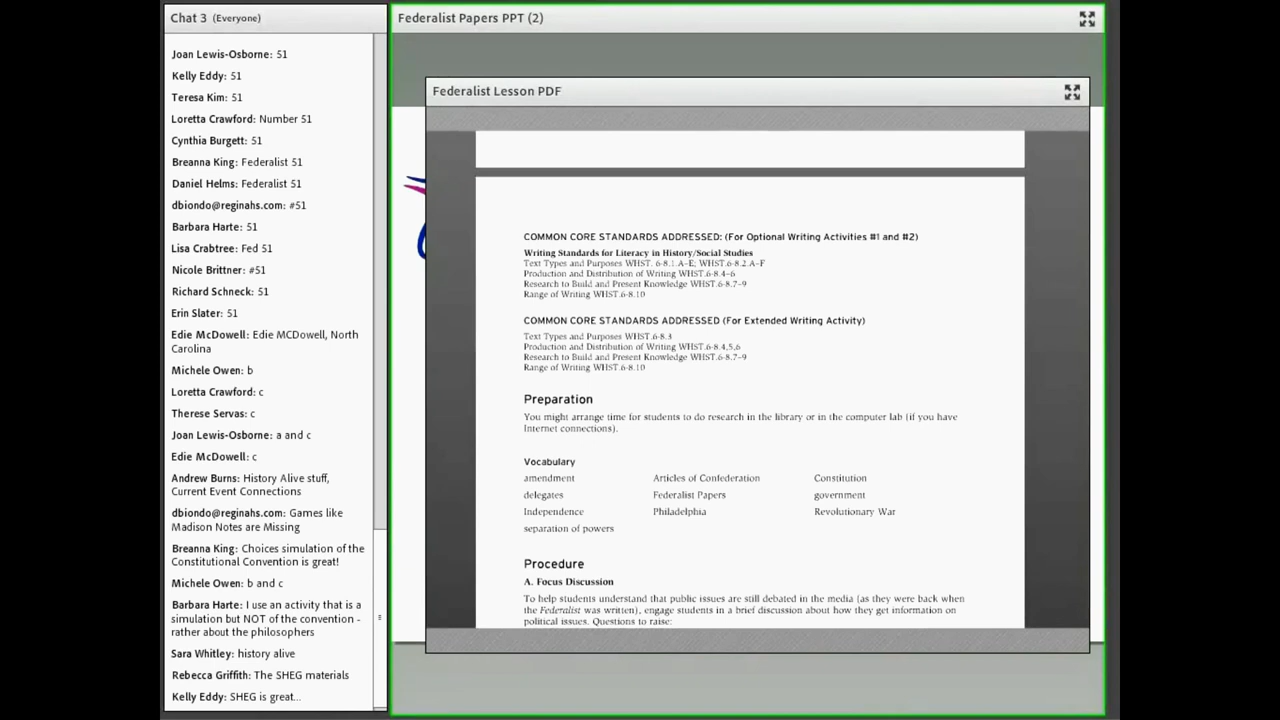 Chat 3 (Everyone)
Joan Lewis-Osborne: 51
Kelly Eddy: 51
Teresa Kim: 51
Loretta Crawford: Number 51
Cynthia Burgett: 51
Breanna King: Federalist 51
Daniel Helms: Federalist 51
dbiondo@reginahs.com: #51
Barbara Harte: 51
Lisa Crabtree: Fed 51
Nicole Brittner: #51
Richard Schneck: 51
Erin Slater: 51
Edie McDowell: Edie MCDowell, North
Carolina
Michele Owen: b
Loretta Crawford: c
Therese Servas: c
Joan Lewis-Osborne: a and c
Edie McDowell: c
Andrew Burns: History Alive stuff,
Current Event Connections
dbiondo@reginahs.com: Games like
Madison Notes are Missing
Breanna King: Choices simulation of the
Constitutional Convention is great!
Michele Owen: b and c
Barbara Harte: I use an activity that is a
simulation but NOT of the convention -
rather about the philosophers
Sara Whitley: history alive
Rebecca Griffith: The SHEG materials
Kelly Eddy: SHEG is great...
Federalist Papers PPT (2)
Federalist Lesson PDF
COMMON CORE STANDARDS ADDRESSED: (For Optional Writing Activities #1 and #2)
Writing Standards for Literacy in History/Social Studies
Text Types and Purposes WHST. 6-8.1.A-E; WHST.6-8.2.A-F
Production and Distribution of Writing WHST.6-8.4-6
Research to Build and Present Knowledge WHST.6-8.7-9
Range of Writing WHST.6-8.10
COMMON CORE STANDARDS ADDRESSED (For Extended Writing Activity)
Text Types and Purposes WHST.6-8.3
Production and Distribution of Writing WHST.6-8.4,5,6
Research to Build and Present Knowledge WHST.6-8.7-9
Range of Writing WHST.6-8.10
Preparation
You might arrange time for students to do research in the library or in the computer lab (if you have
Internet connections).
Vocabulary
amendment Articles of Confederation Constitution
delegates Federalist Papers government
Independence Philadelphia Revolutionary War
separation of powers
Procedure
A. Focus Discussion
To help students understand that public issues are still debated in the media (as they were back when
the Federalist was written), engage students in a brief discussion about how they get information on
political issues. Questions to raise: